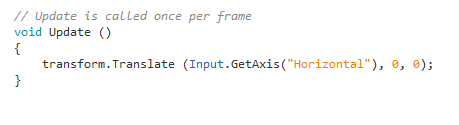 // Update is called once per frame
void Update ()
{
    transform.Translate (Input.GetAxis("Horizontal"), 0, 0);
}